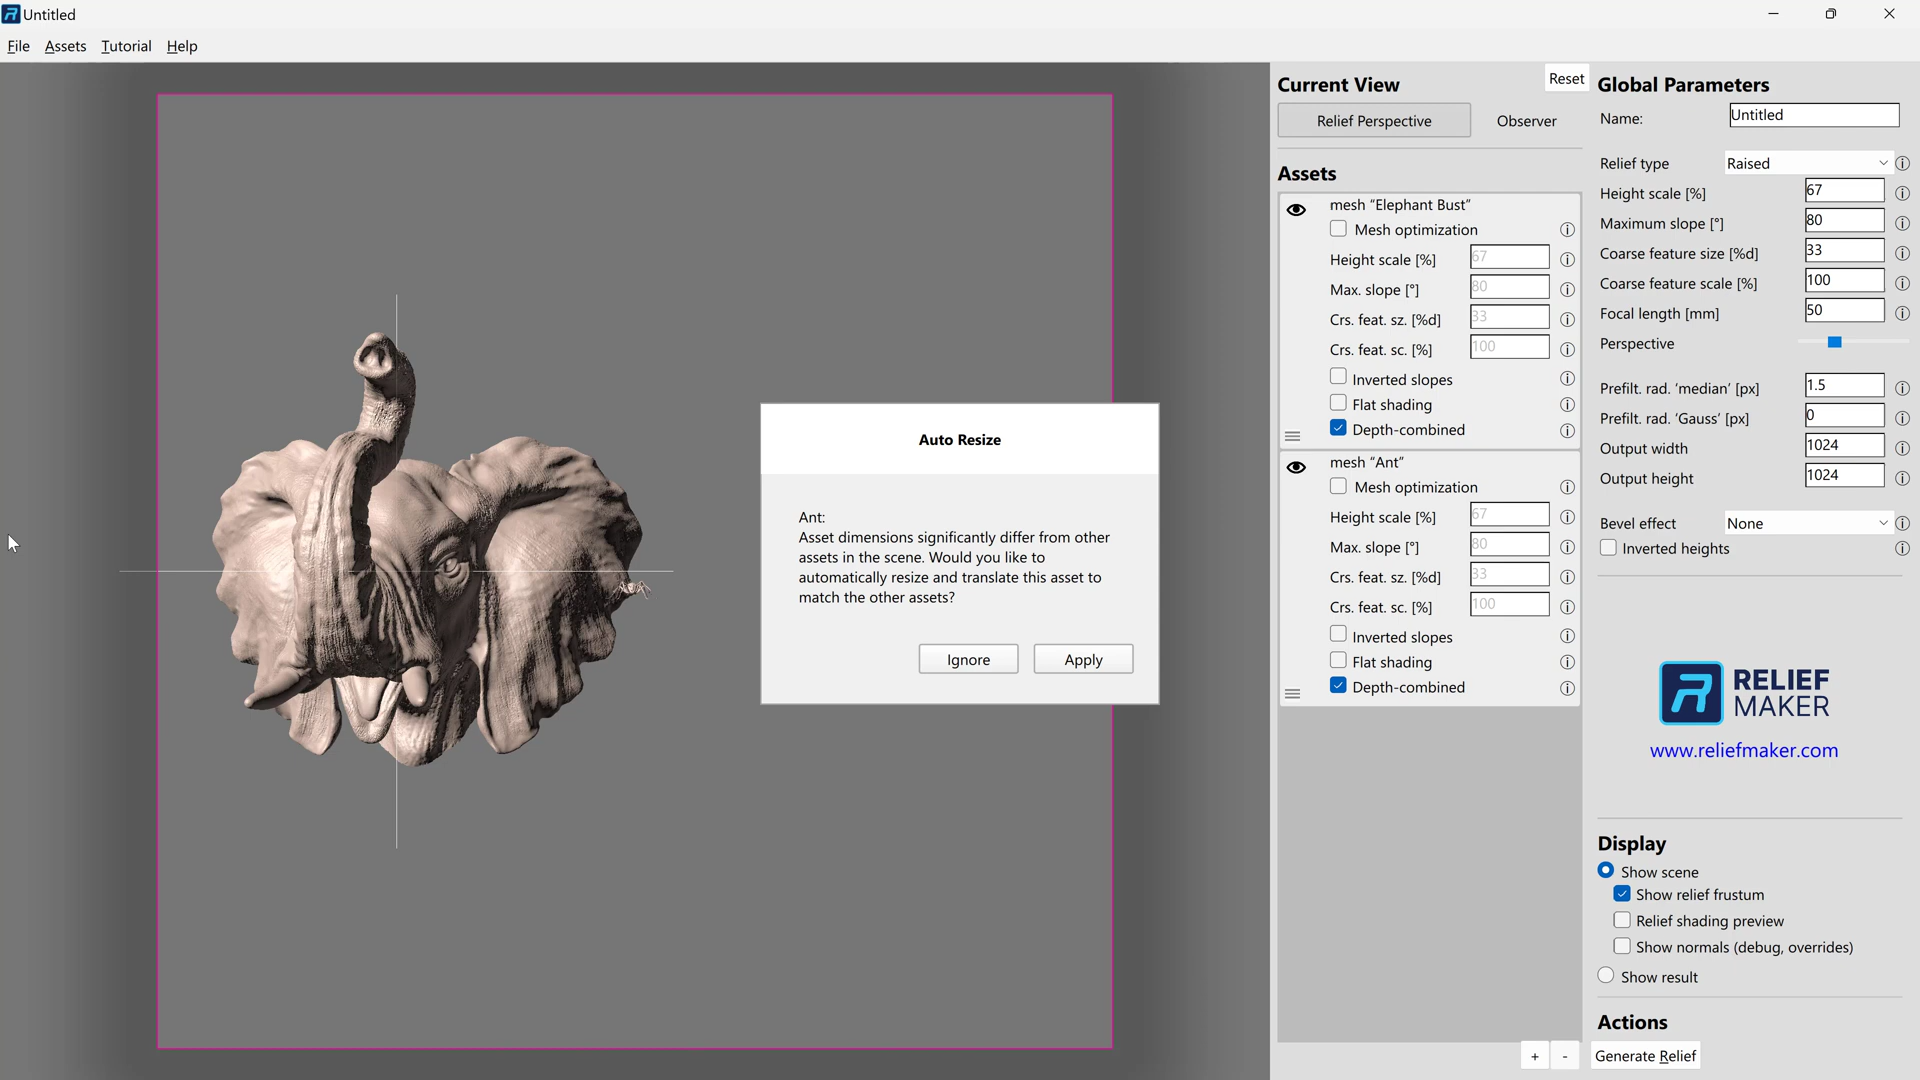 Untitled
File Assets Tutorial Help
Current View
Reset
Relief Perspective
Observer
Assets
mesh “Elephant Bust”
Mesh optimization
Height scale [%] 67
Max. slope [°] 80
Crs. feat. sz. [%d] 33
Crs. feat. sc. [%] 100
Inverted slopes
Flat shading
Depth-combined
mesh “Ant”
Mesh optimization
Height scale [%] 67
Max. slope [°] 80
Crs. feat. sz. [%d] 33
Crs. feat. sc. [%] 100
Inverted slopes
Flat shading
Depth-combined
+ -
Auto Resize
Ant:
Asset dimensions significantly differ from other
assets in the scene. Would you like to
automatically resize and translate this asset to
match the other assets?
Ignore
Apply
Global Parameters
Name: Untitled
Relief type Raised
Height scale [%] 67
Maximum slope [°] 80
Coarse feature size [%d] 33
Coarse feature scale [%] 100
Focal length [mm] 50
Perspective
Prefilt. rad. ‘median’ [px] 1.5
Prefilt. rad. ‘Gauss’ [px] 0
Output width 1024
Output height 1024
Bevel effect None
Inverted heights
RELIEF
MAKER
www.reliefmaker.com
Display
Show scene
Show relief frustum
Relief shading preview
Show normals (debug, overrides)
Show result
Actions
Generate Relief